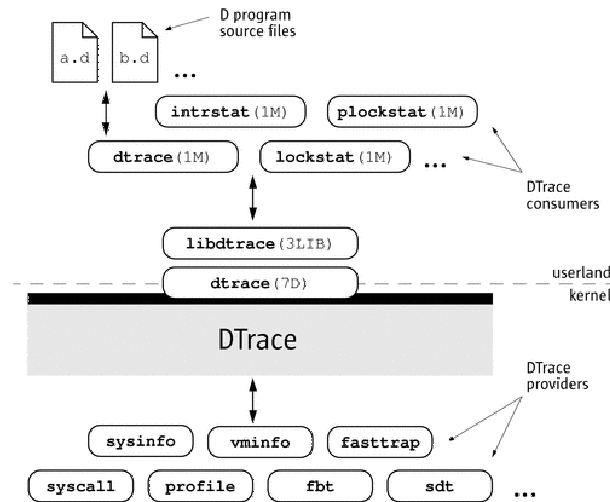 D program
source files
a.d b.d ...
intrstat(1M) plockstat(1M)
dtrace(1M) lockstat(1M) ...
DTrace
consumers
libdtrace(3LIB)
dtrace(7D)
userland
kernel
DTrace
DTrace
providers
sysinfo vminfo fasttrap
syscall profile fbt sdt ...